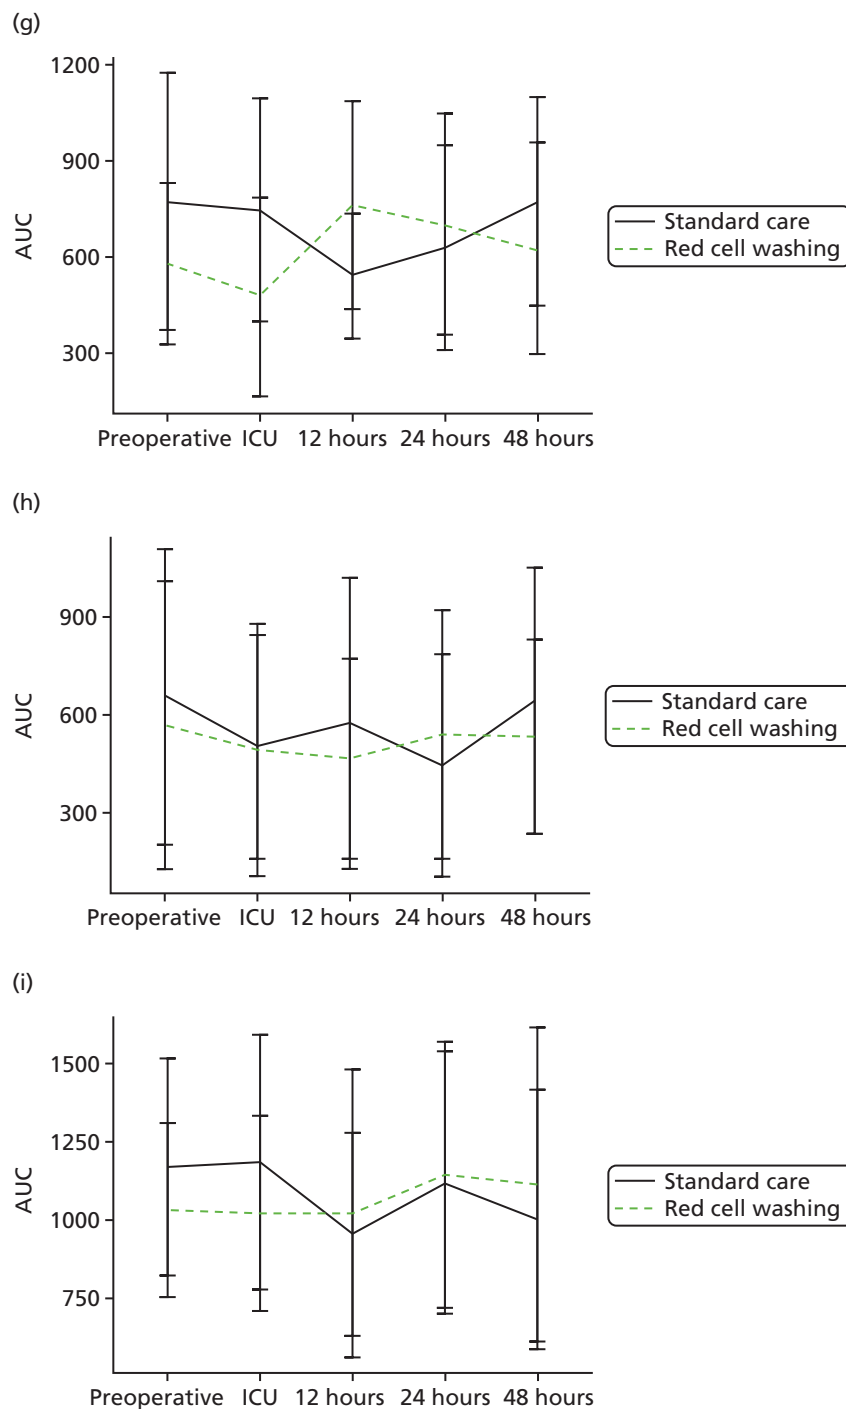 (g)
1200
900
600
300
AUC
Preoperative ICU 12 hours 24 hours 48 hours
Standard care
Red cell washing
(h)
900
600
300
AUC
Preoperative ICU 12 hours 24 hours 48 hours
Standard care
Red cell washing
(i)
1500
1250
1000
750
AUC
Preoperative ICU 12 hours 24 hours 48 hours
Standard care
Red cell washing